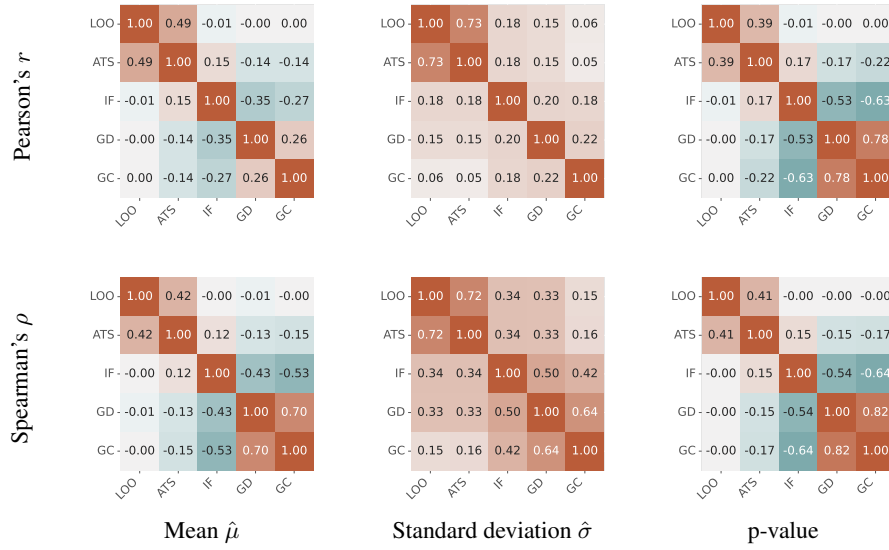 Pearson's r
LOO
ATS
IF
GD
GC
1.00 0.49 -0.01 -0.00 0.00
0.49 1.00 0.15 -0.14 -0.14
-0.01 0.15 1.00 -0.35 -0.27
-0.00 -0.14 -0.35 1.00 0.26
0.00 -0.14 -0.27 0.26 1.00
LOO ATS IF GD GC
1.00 0.73 0.18 0.15 0.06
0.73 1.00 0.18 0.15 0.05
0.18 0.18 1.00 0.20 0.18
0.15 0.15 0.20 1.00 0.22
0.06 0.05 0.18 0.22 1.00
LOO
ATS
IF
GD
GC
LOO ATS IF GD GC
LOO
ATS
IF
GD
GC
1.00 0.39 -0.01 -0.00 -0.00
0.39 1.00 0.17 -0.17 -0.22
-0.01 0.17 1.00 -0.53 -0.63
-0.00 -0.17 -0.53 1.00 0.78
-0.00 -0.22 -0.63 0.78 1.00
LOO ATS IF GD GC
Spearman's ρ
LOO
ATS
IF
GD
GC
1.00 0.42 -0.00 -0.01 -0.00
0.42 1.00 0.12 -0.13 -0.15
-0.00 0.12 1.00 -0.43 -0.53
-0.01 -0.13 -0.43 1.00 0.70
-0.00 -0.15 -0.53 0.70 1.00
LOO ATS IF GD GC
LOO
ATS
IF
GD
GC
1.00 0.72 0.34 0.33 0.15
0.72 1.00 0.34 0.33 0.16
0.34 0.34 1.00 0.50 0.42
0.33 0.33 0.50 1.00 0.64
0.15 0.16 0.42 0.64 1.00
LOO ATS IF GD GC
LOO
ATS
IF
GD
GC
1.00 0.41 -0.00 -0.00 -0.00
0.41 1.00 0.15 -0.15 -0.17
-0.00 0.15 1.00 -0.54 -0.64
-0.00 -0.15 -0.54 1.00 0.82
-0.00 -0.17 -0.64 0.82 1.00
LOO ATS IF GD GC
Mean μ̂
Standard deviation σ̂
p-value